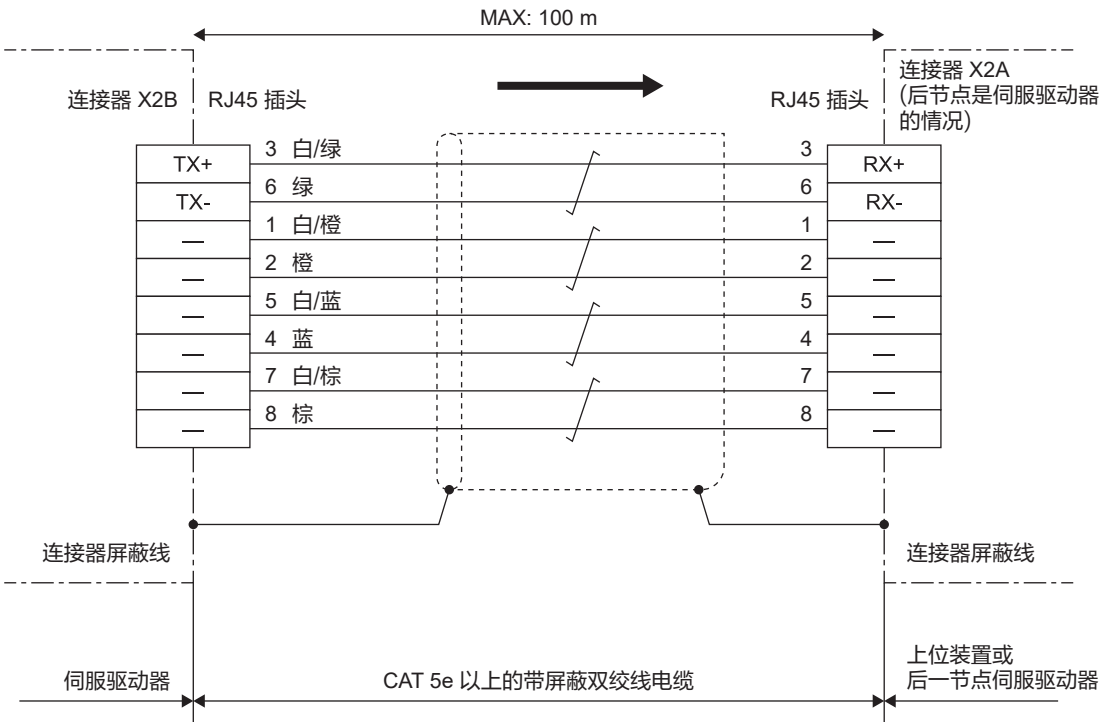 MAX: 100 m
连接器 X2B
RJ45 插头
RJ45 插头
连接器 X2A
(后节点是伺服驱动器
的情况)
TX+
3 白/绿
3
RX+
TX-
6 绿
6
RX-
—
1 白/橙
1
—
—
2 橙
2
—
—
5 白/蓝
5
—
—
4 蓝
4
—
—
7 白/棕
7
—
—
8 棕
8
—
连接器屏蔽线
连接器屏蔽线
伺服驱动器
CAT 5e 以上的带屏蔽双绞线电缆
上位装置或
后一节点伺服驱动器